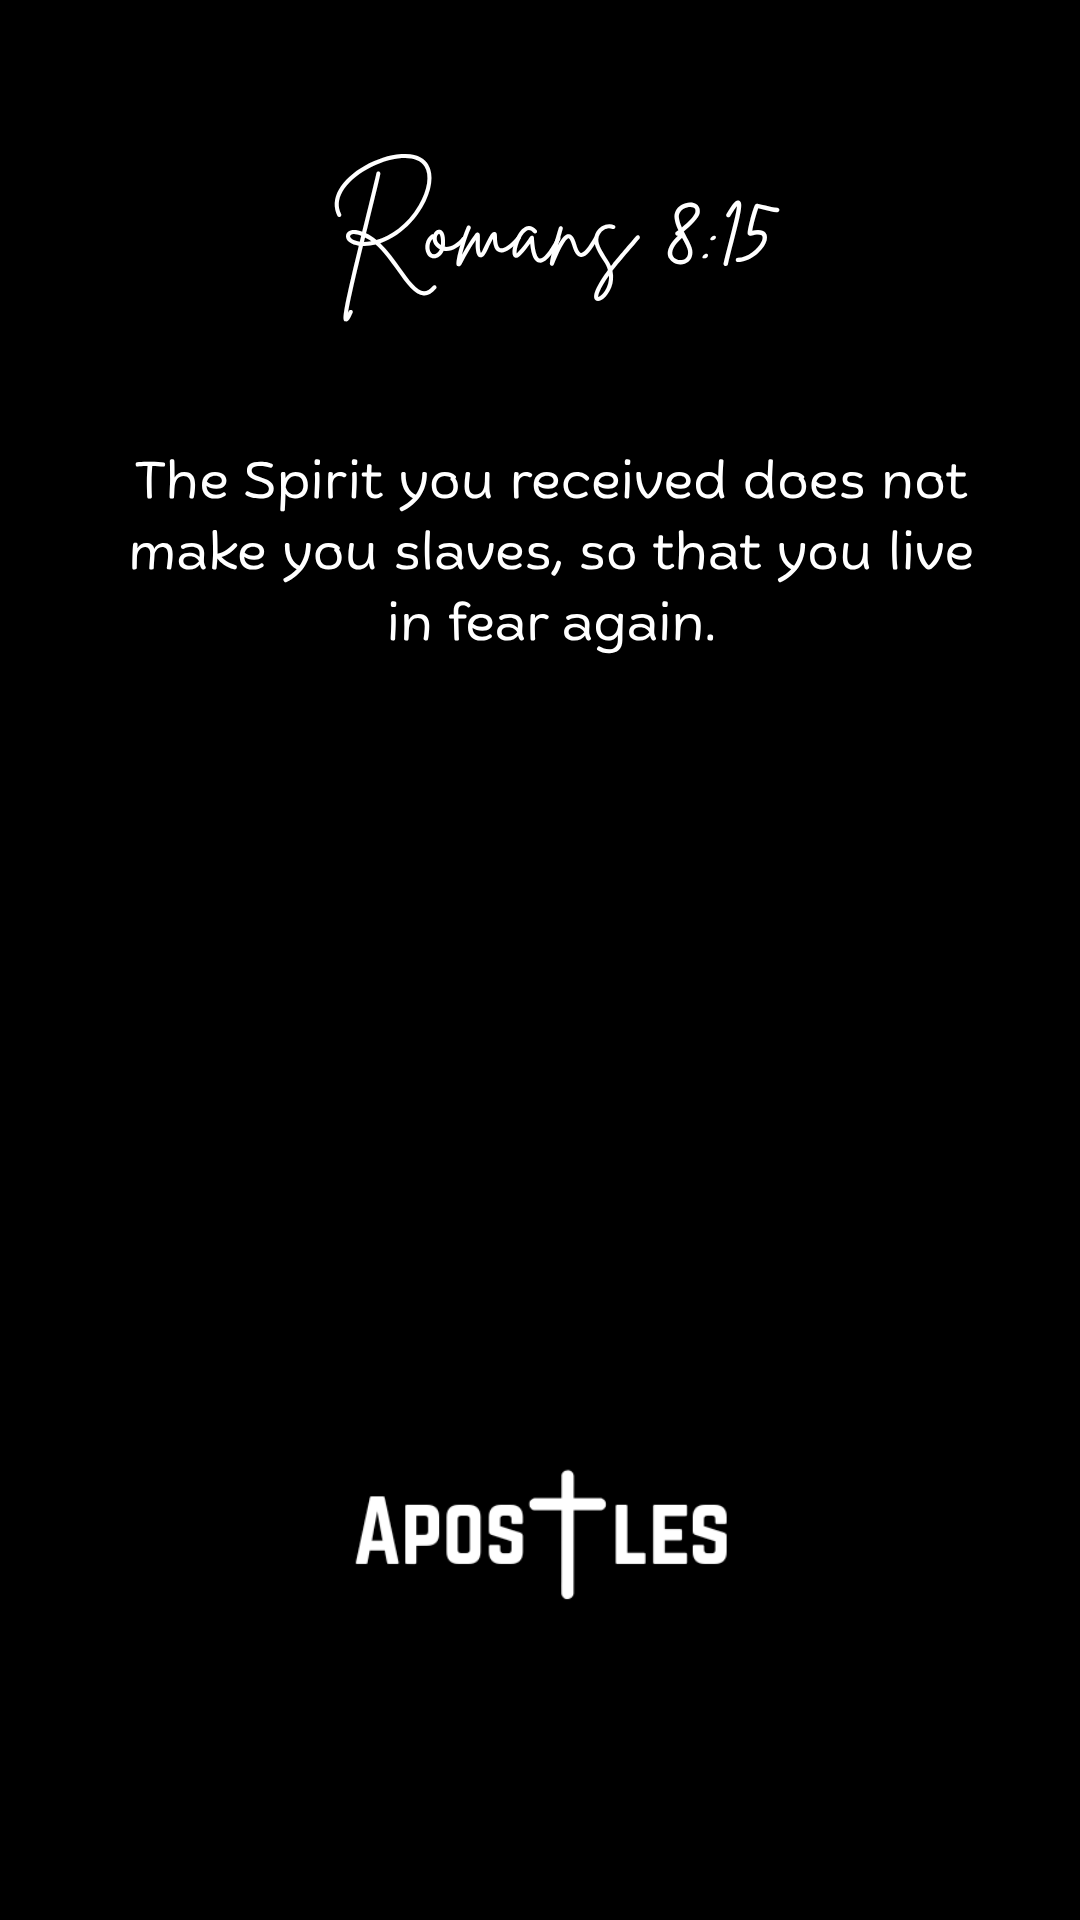 Romans 8:15
The Spirit you received does not
make you slaves, so that you live
in fear again.
APOSTLES